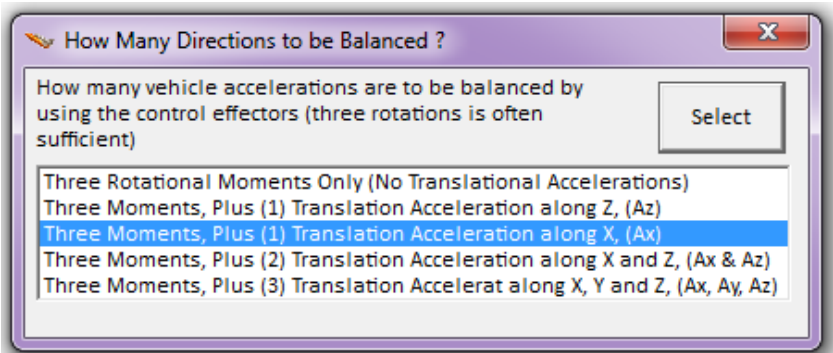 How Many Directions to be Balanced ?
How many vehicle accelerations are to be balanced by
using the control effectors (three rotations is often
sufficient)
Select
Three Rotational Moments Only (No Translational Accelerations)
Three Moments, Plus (1) Translation Acceleration along Z, (Az)
Three Moments, Plus (1) Translation Acceleration along X, (Ax)
Three Moments, Plus (2) Translation Acceleration along X and Z, (Ax & Az)
Three Moments, Plus (3) Translation Accelerat along X, Y and Z, (Ax, Ay, Az)